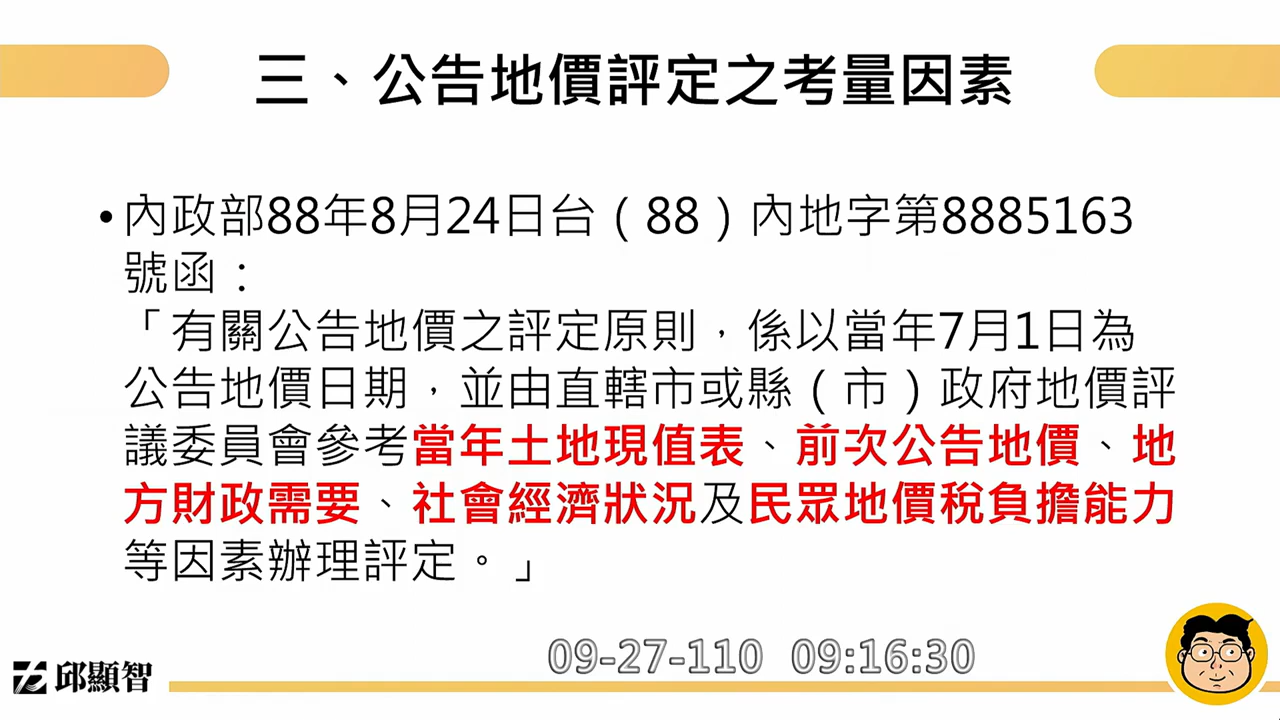 三、公告地價評定之考量因素
•內政部88年8月24日台（88）內地字第8885163
號函：
「有關公告地價之評定原則，係以當年7月1日為
公告地價日期，並由直轄市或縣（市）政府地價評
議委員會參考當年土地現值表、前次公告地價、地
方財政需要、社會經濟狀況及民眾地價稅負擔能力
等因素辦理評定。」
09-27-110 09:16:30
邱顯智